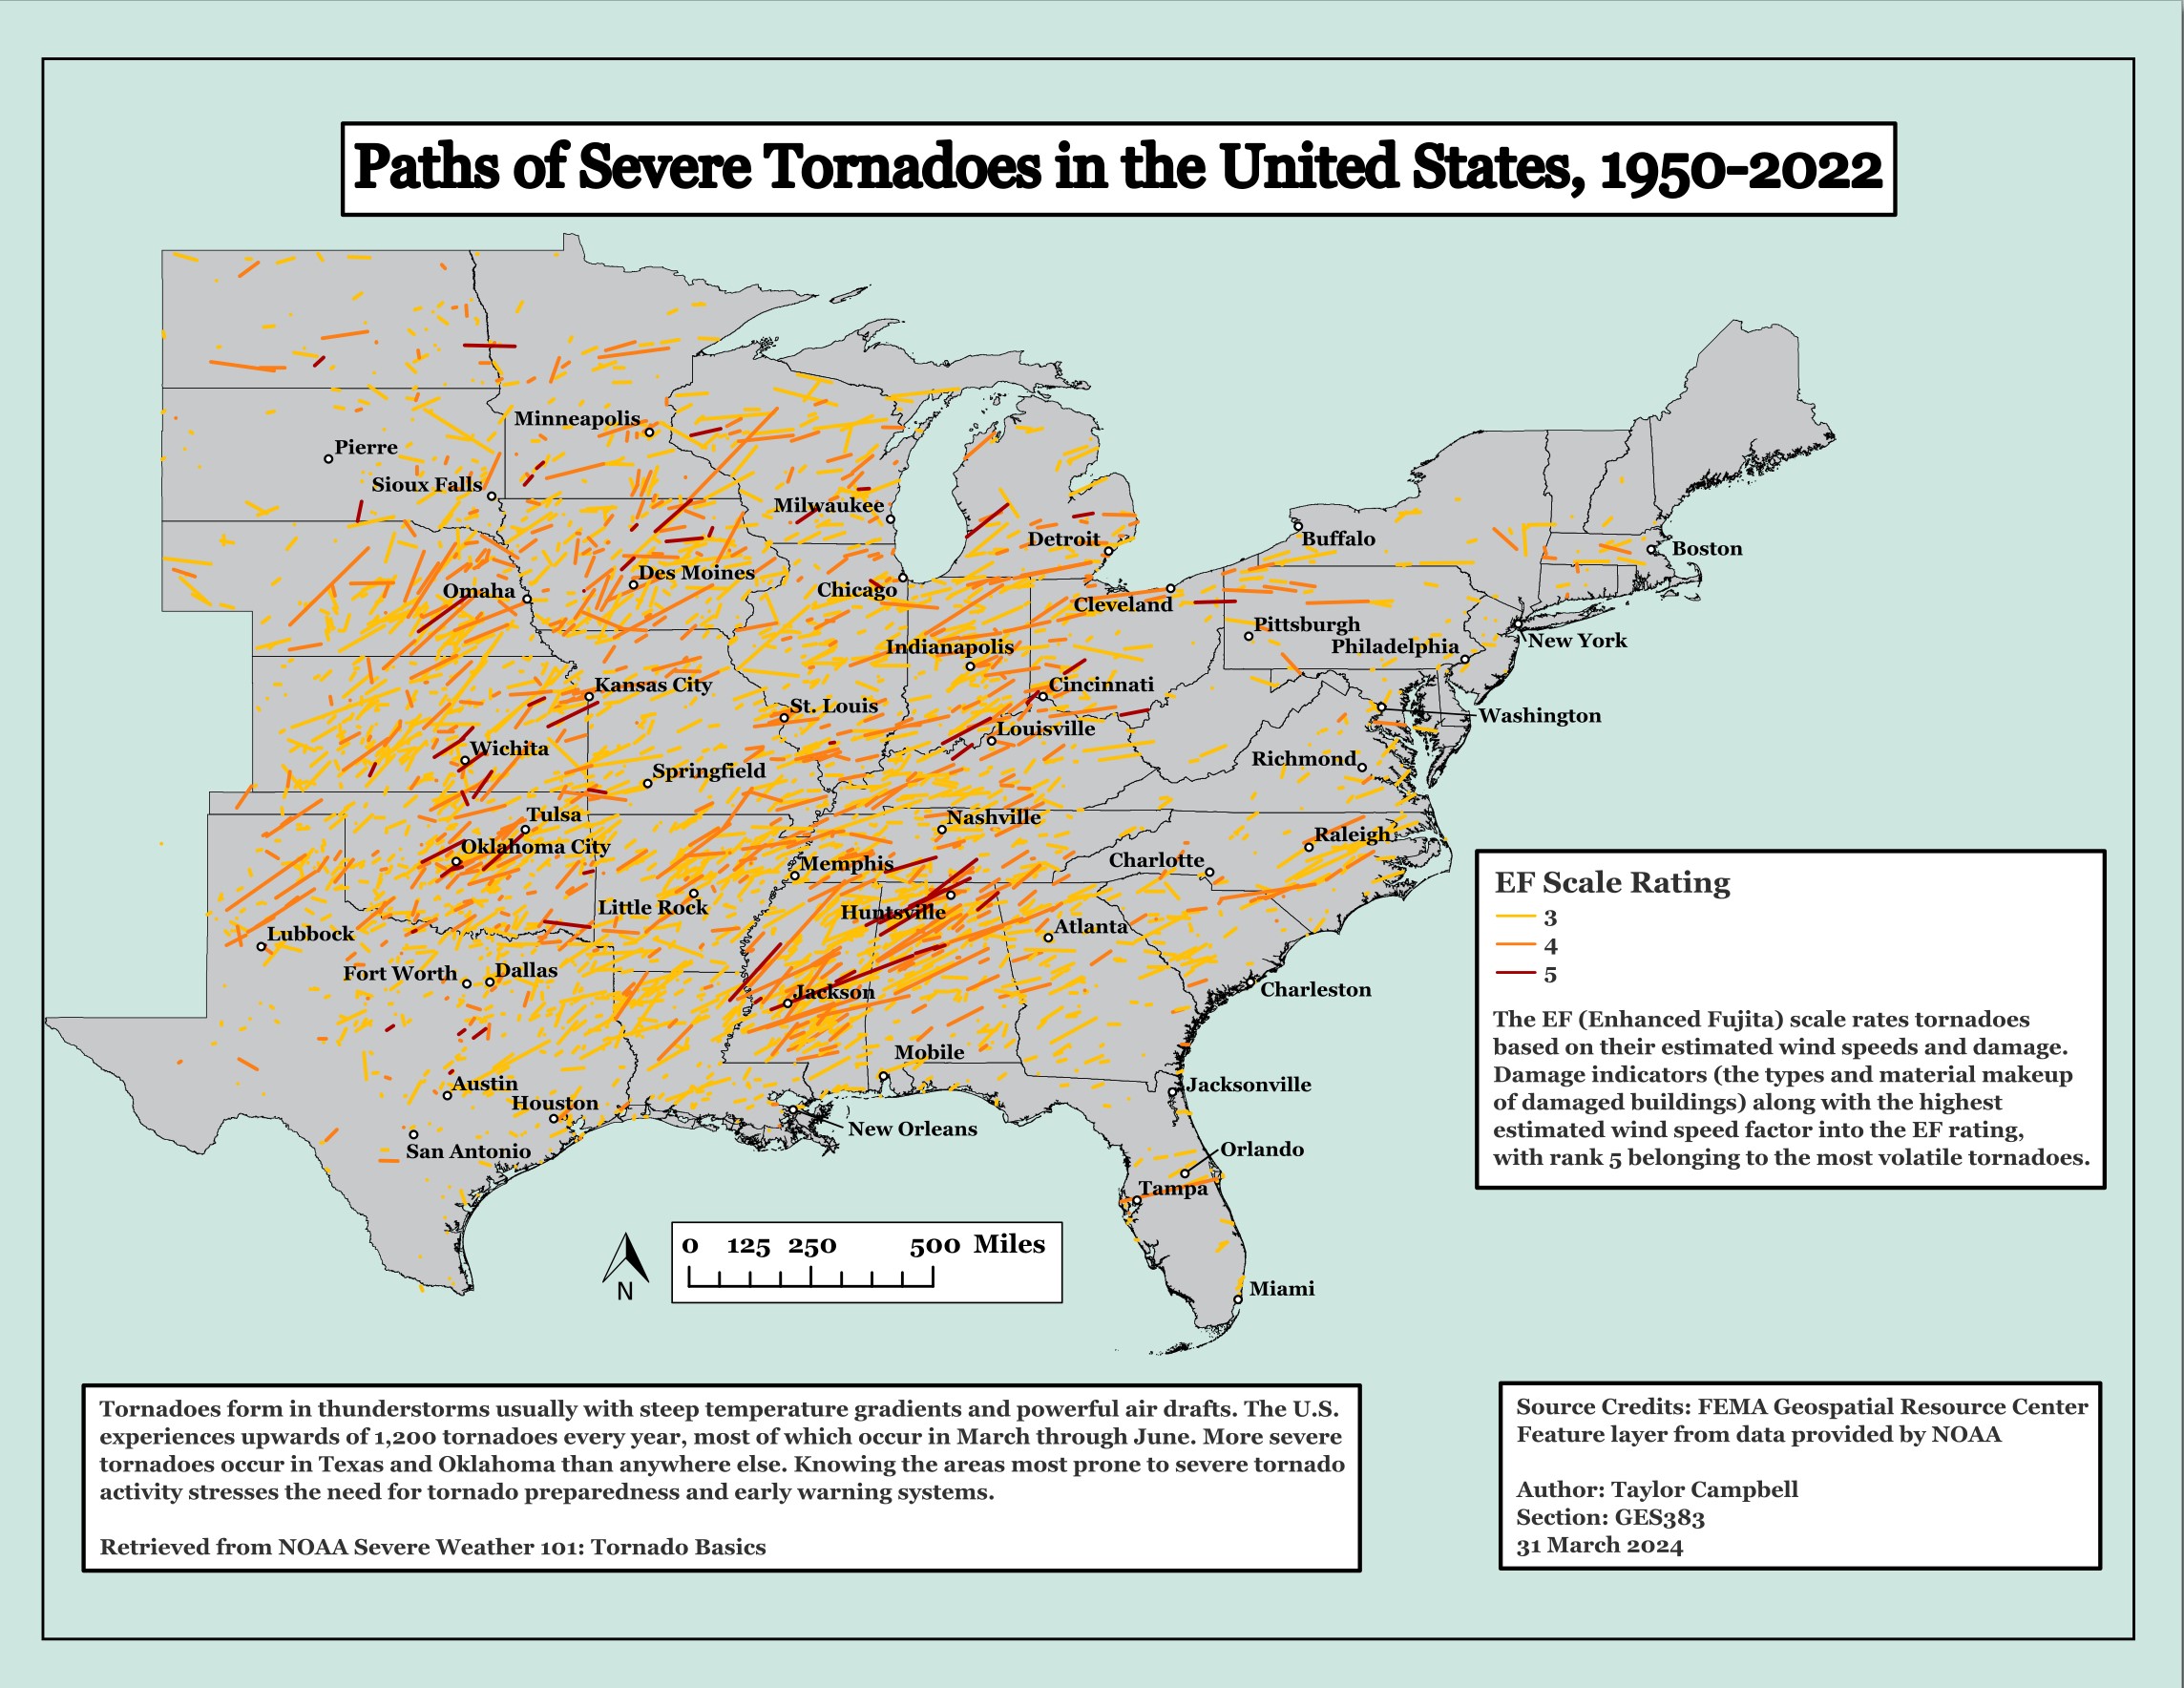 Paths of Severe Tornadoes in the United States, 1950-2022
Minneapolis
Pierre
Sioux Falls
Milwaukee
Detroit
Buffalo
Boston
Des Moines
Omaha
Chicago
Cleveland
Pittsburgh
New York
Philadelphia
Indianapolis
Kansas City
Cincinnati
St. Louis
Washington
Louisville
Wichita
Richmond
Springfield
Tulsa
Nashville
Raleigh
Oklahoma City
Memphis
Charlotte
Little Rock
Huntsville
Atlanta
Lubbock
Fort Worth
Dallas
Jackson
Charleston
Mobile
Austin
Jacksonville
Houston
New Orleans
San Antonio
Orlando
Tampa
Miami
EF Scale Rating
3
4
5
The EF (Enhanced Fujita) scale rates tornadoes
based on their estimated wind speeds and damage.
Damage indicators (the types and material makeup
of damaged buildings) along with the highest
estimated wind speed factor into the EF rating,
with rank 5 belonging to the most volatile tornadoes.
N
0 125 250 500 Miles
Tornadoes form in thunderstorms usually with steep temperature gradients and powerful air drafts. The U.S.
experiences upwards of 1,200 tornadoes every year, most of which occur in March through June. More severe
tornadoes occur in Texas and Oklahoma than anywhere else. Knowing the areas most prone to severe tornado
activity stresses the need for tornado preparedness and early warning systems.
Retrieved from NOAA Severe Weather 101: Tornado Basics
Source Credits: FEMA Geospatial Resource Center
Feature layer from data provided by NOAA
Author: Taylor Campbell
Section: GES383
31 March 2024